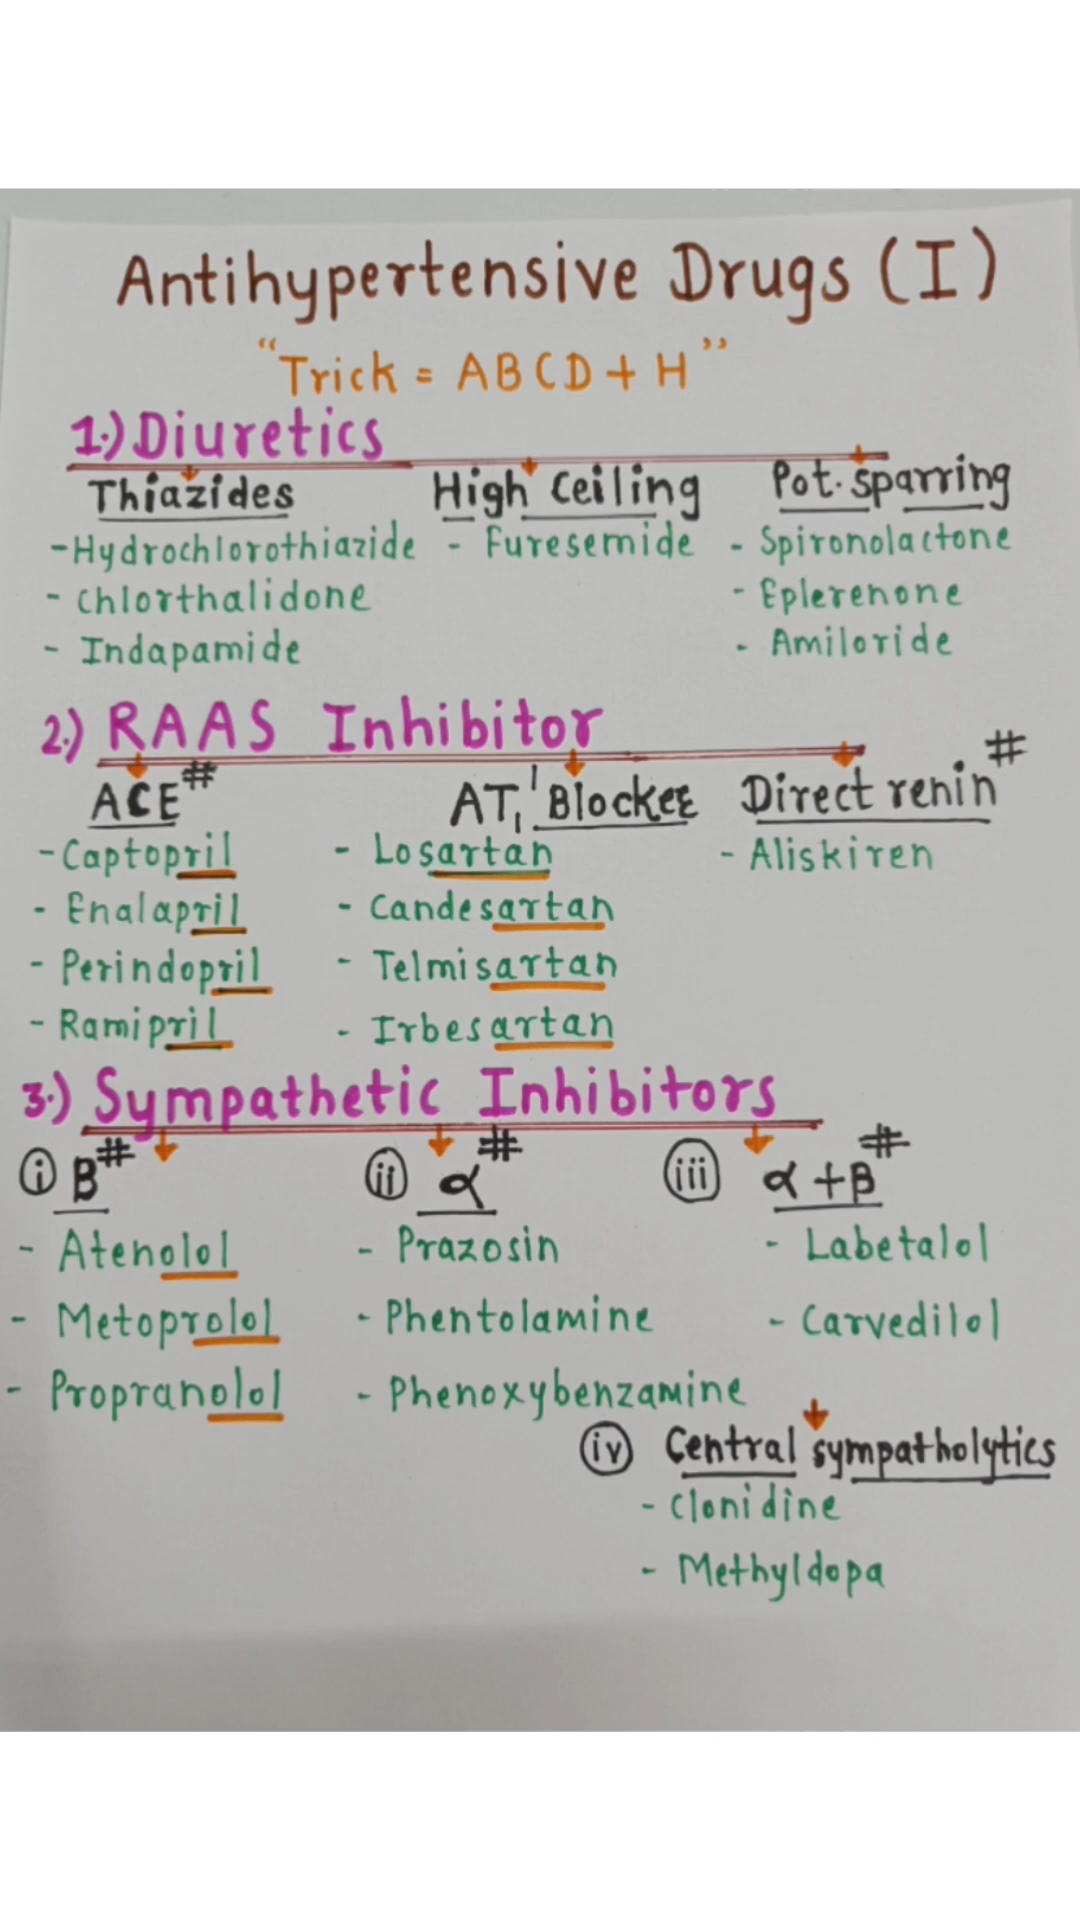 Antihypertensive Drugs (I)
"Trick = ABCD + H"
1.) Diuretics
Thiazides High Ceiling Pot. sparring
- Hydrochlorothiazide - Furesemide - Spironolactone
- Chlorthalidone - Eplerenone
- Indapamide - Amiloride
2.) RAAS Inhibitor
ACE# AT₁ Blocker Direct renin#
- Captopril - Losartan - Aliskiren
- Enalapril - Candesartan
- Perindopril - Telmisartan
- Ramipril - Irbesartan
3.) Sympathetic Inhibitors
(i) B# (ii) α# (iii) α + B#
- Atenolol - Prazosin - Labetalol
- Metoprolol - Phentolamine - Carvedilol
- Propranolol - Phenoxybenzamine
(iv) Central sympatholytics
- Clonidine
- Methyldopa